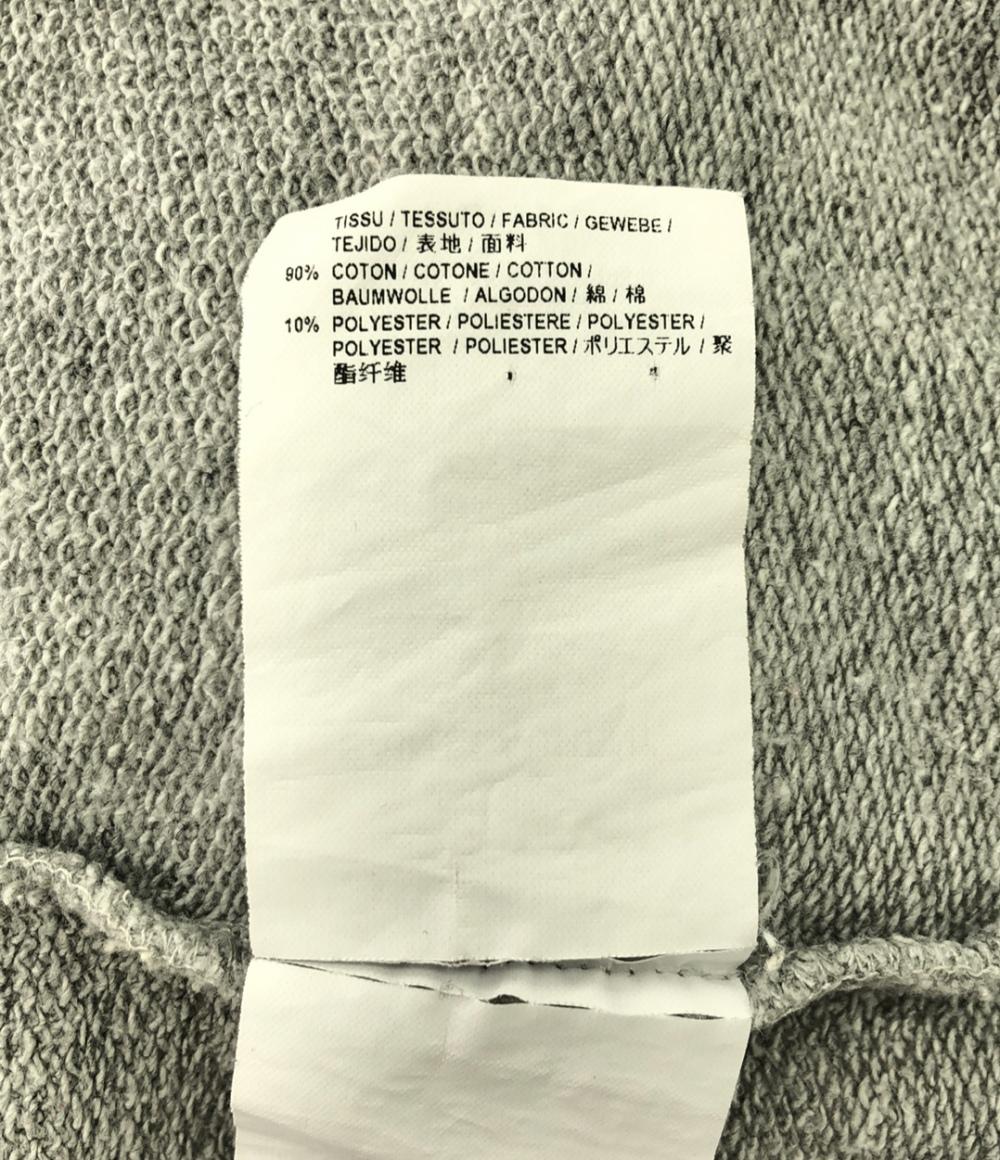 TISSU / TESSUTO / FABRIC / GEWEBE /
TEJIDO / 表地 / 面料
90% COTON / COTONE / COTTON /
BAUMWOLLE / ALGODON / 綿 / 棉
10% POLYESTER / POLIESTERE / POLYESTER /
POLYESTER / POLIESTER / ポリエステル / 聚
酯纤维